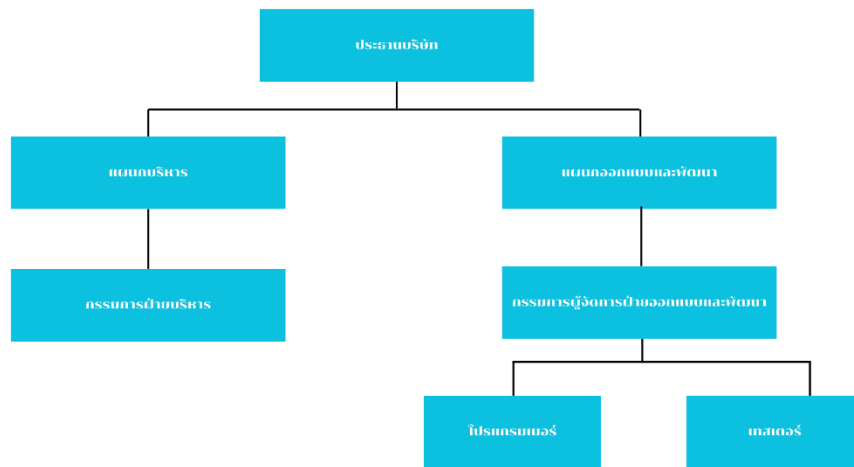 ประธานบริษัท
แผนกบริหาร
แผนกออกแบบและพัฒนา
กรรมการฝ่ายบริหาร
กรรมการผู้จัดการฝ่ายออกแบบและพัฒนา
โปรแกรมเมอร์
เทสเตอร์